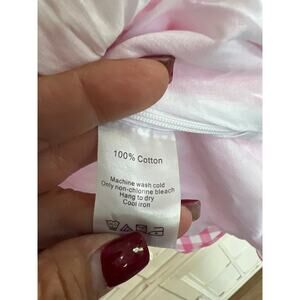 100% Cotton
Machine wash cold
Only non-chlorine bleach
Hang to dry
Cool iron